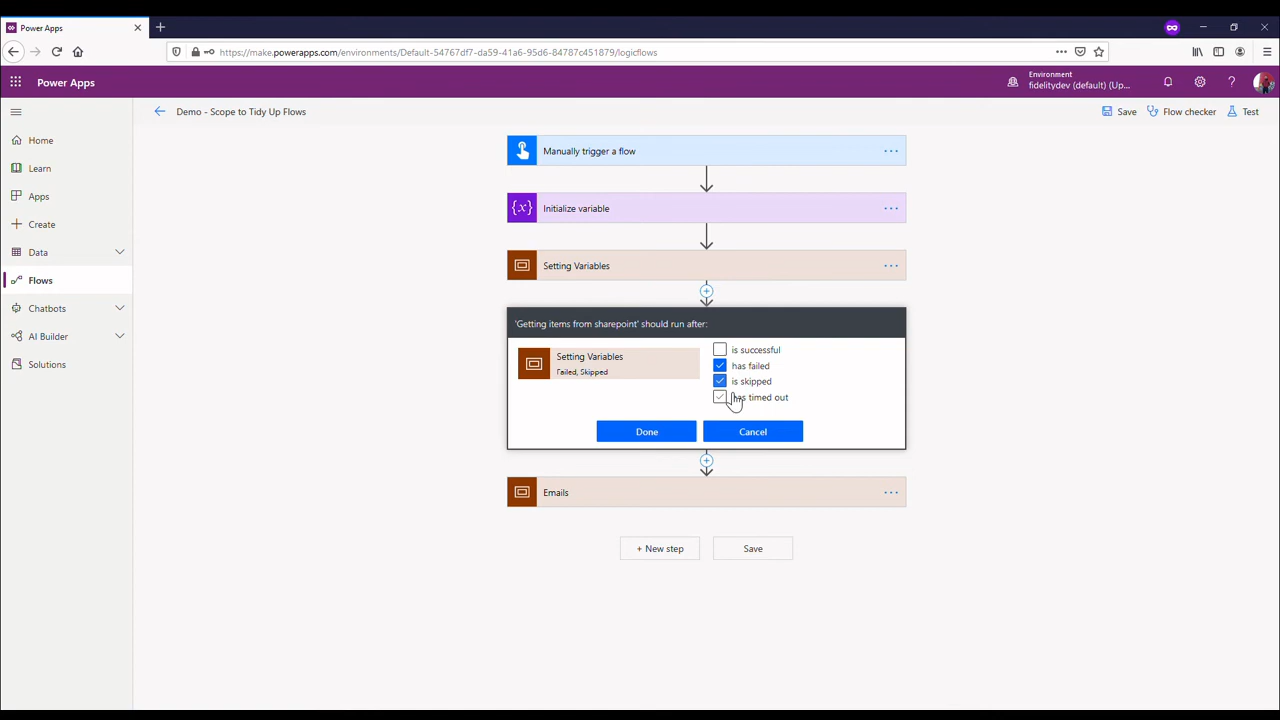 Power Apps
https://make.powerapps.com/environments/Default-54767df7-da59-41a6-95d6-84787c451879/logicflows
Power Apps
Environment
fidelitydev (default) (Up...
Demo - Scope to Tidy Up Flows
Save
Flow checker
Test
Home
Learn
Apps
Create
Data
Flows
Chatbots
AI Builder
Solutions
Manually trigger a flow
{x} Initialize variable
Setting Variables
'Getting items from sharepoint' should run after:
Setting Variables
Failed, Skipped
is successful
has failed
is skipped
has timed out
Done
Cancel
Emails
+ New step
Save